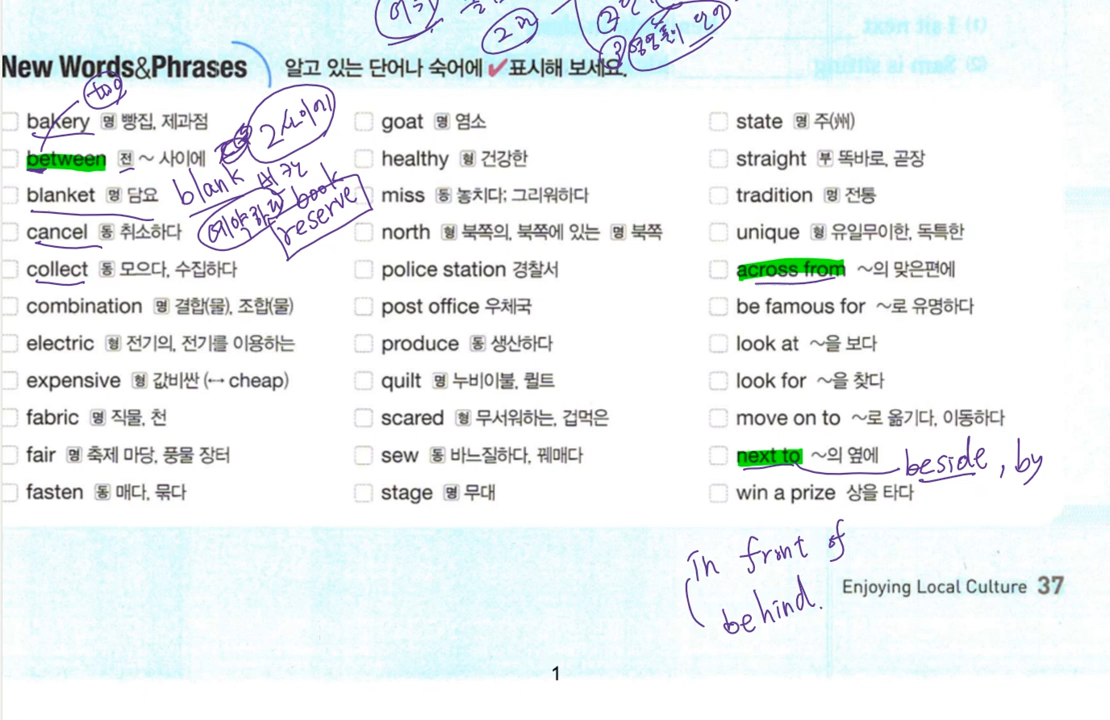 2
2
3 영영풀이 단어
New Words&Phrases 알고 있는 단어나 숙어에 ✔표시해 보세요.
bakery 명 빵집, 제과점
between 전 ~ 사이에
2 사이에
blanket 명 담요
blank 빈칸
cancel 동 취소하다
예약하다 book
reserve
collect 동 모으다, 수집하다
combination 명 결합(물), 조합(물)
electric 형 전기의, 전기를 이용하는
expensive 형 값비싼 (↔ cheap)
fabric 명 직물, 천
fair 명 축제 마당, 풍물 장터
fasten 동 매다, 묶다
goat 명 염소
healthy 형 건강한
miss 동 놓치다; 그리워하다
north 형 북쪽의, 북쪽에 있는 명 북쪽
police station 경찰서
post office 우체국
produce 동 생산하다
quilt 명 누비이불, 퀼트
scared 형 무서워하는, 겁먹은
sew 동 바느질하다, 꿰매다
stage 명 무대
state 명 주(州)
straight 부 똑바로, 곧장
tradition 명 전통
unique 형 유일무이한, 독특한
across from ~의 맞은편에
be famous for ~로 유명하다
look at ~을 보다
look for ~을 찾다
move on to ~로 옮기다, 이동하다
next to ~의 옆에 beside, by
win a prize 상을 타다
in front of
behind.
Enjoying Local Culture 37
1